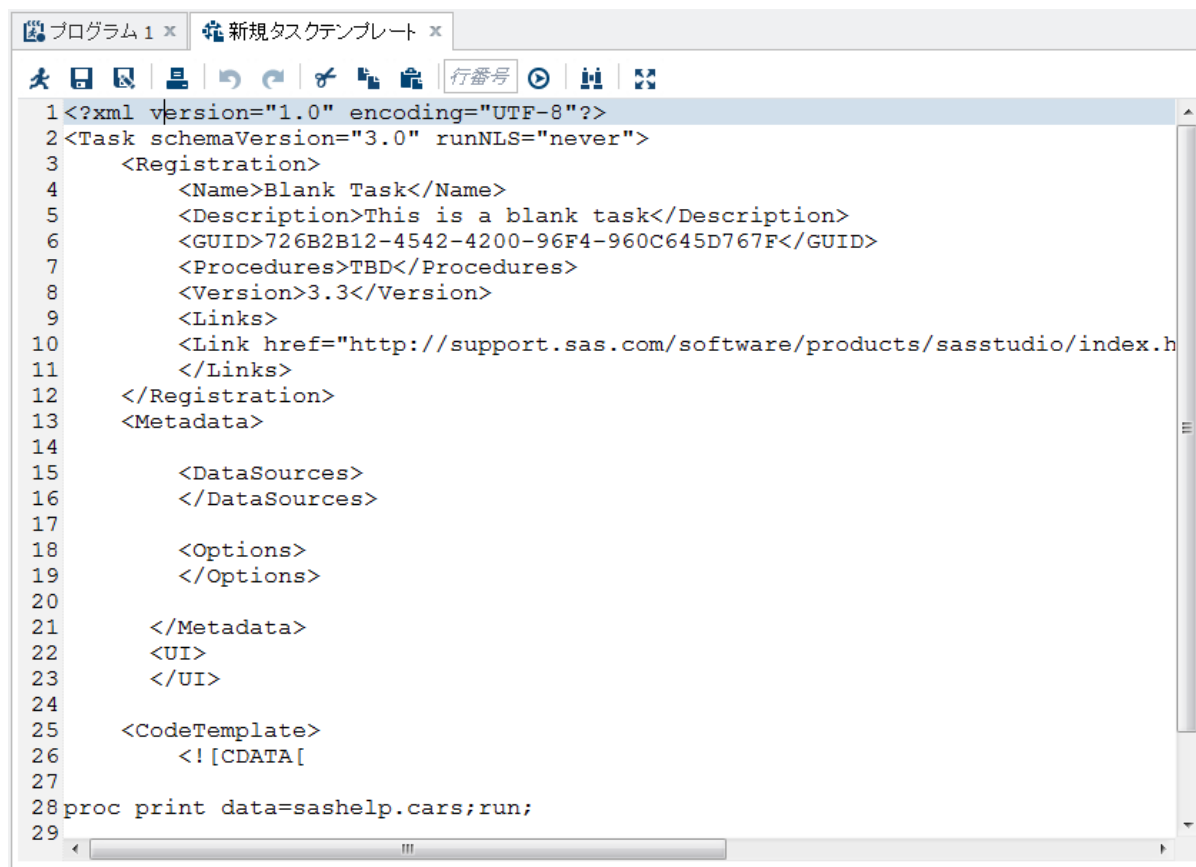 プログラム 1 x 新規タスクテンプレート x
行番号
1 <?xml version="1.0" encoding="UTF-8"?>
2 <Task schemaVersion="3.0" runNLS="never">
3     <Registration>
4         <Name>Blank Task</Name>
5         <Description>This is a blank task</Description>
6         <GUID>726B2B12-4542-4200-96F4-960C645D767F</GUID>
7         <Procedures>TBD</Procedures>
8         <Version>3.3</Version>
9         <Links>
10         <Link href="http://support.sas.com/software/products/sasstudio/index.h
11         </Links>
12     </Registration>
13     <Metadata>
14
15         <DataSources>
16         </DataSources>
17
18         <Options>
19         </Options>
20
21       </Metadata>
22       <UI>
23       </UI>
24
25     <CodeTemplate>
26         <![CDATA[
27
28 proc print data=sashelp.cars;run;
29